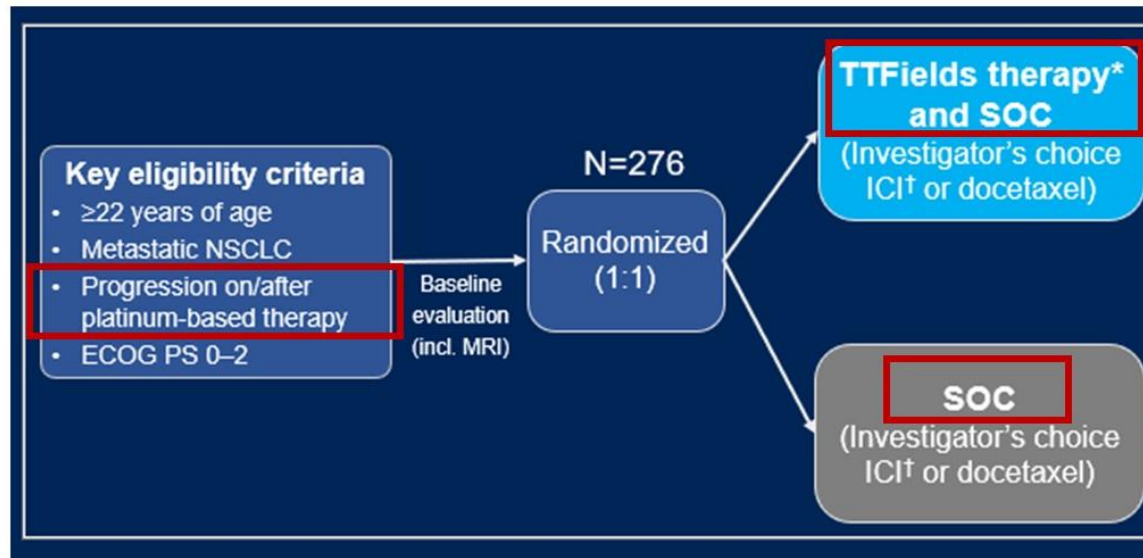 Key eligibility criteria
• ≥22 years of age
• Metastatic NSCLC
• Progression on/after
platinum-based therapy
• ECOG PS 0–2
Baseline
evaluation
(incl. MRI)
N=276
Randomized
(1:1)
TTFields therapy*
and SOC
(Investigator's choice
ICI† or docetaxel)
SOC
(Investigator's choice
ICI† or docetaxel)